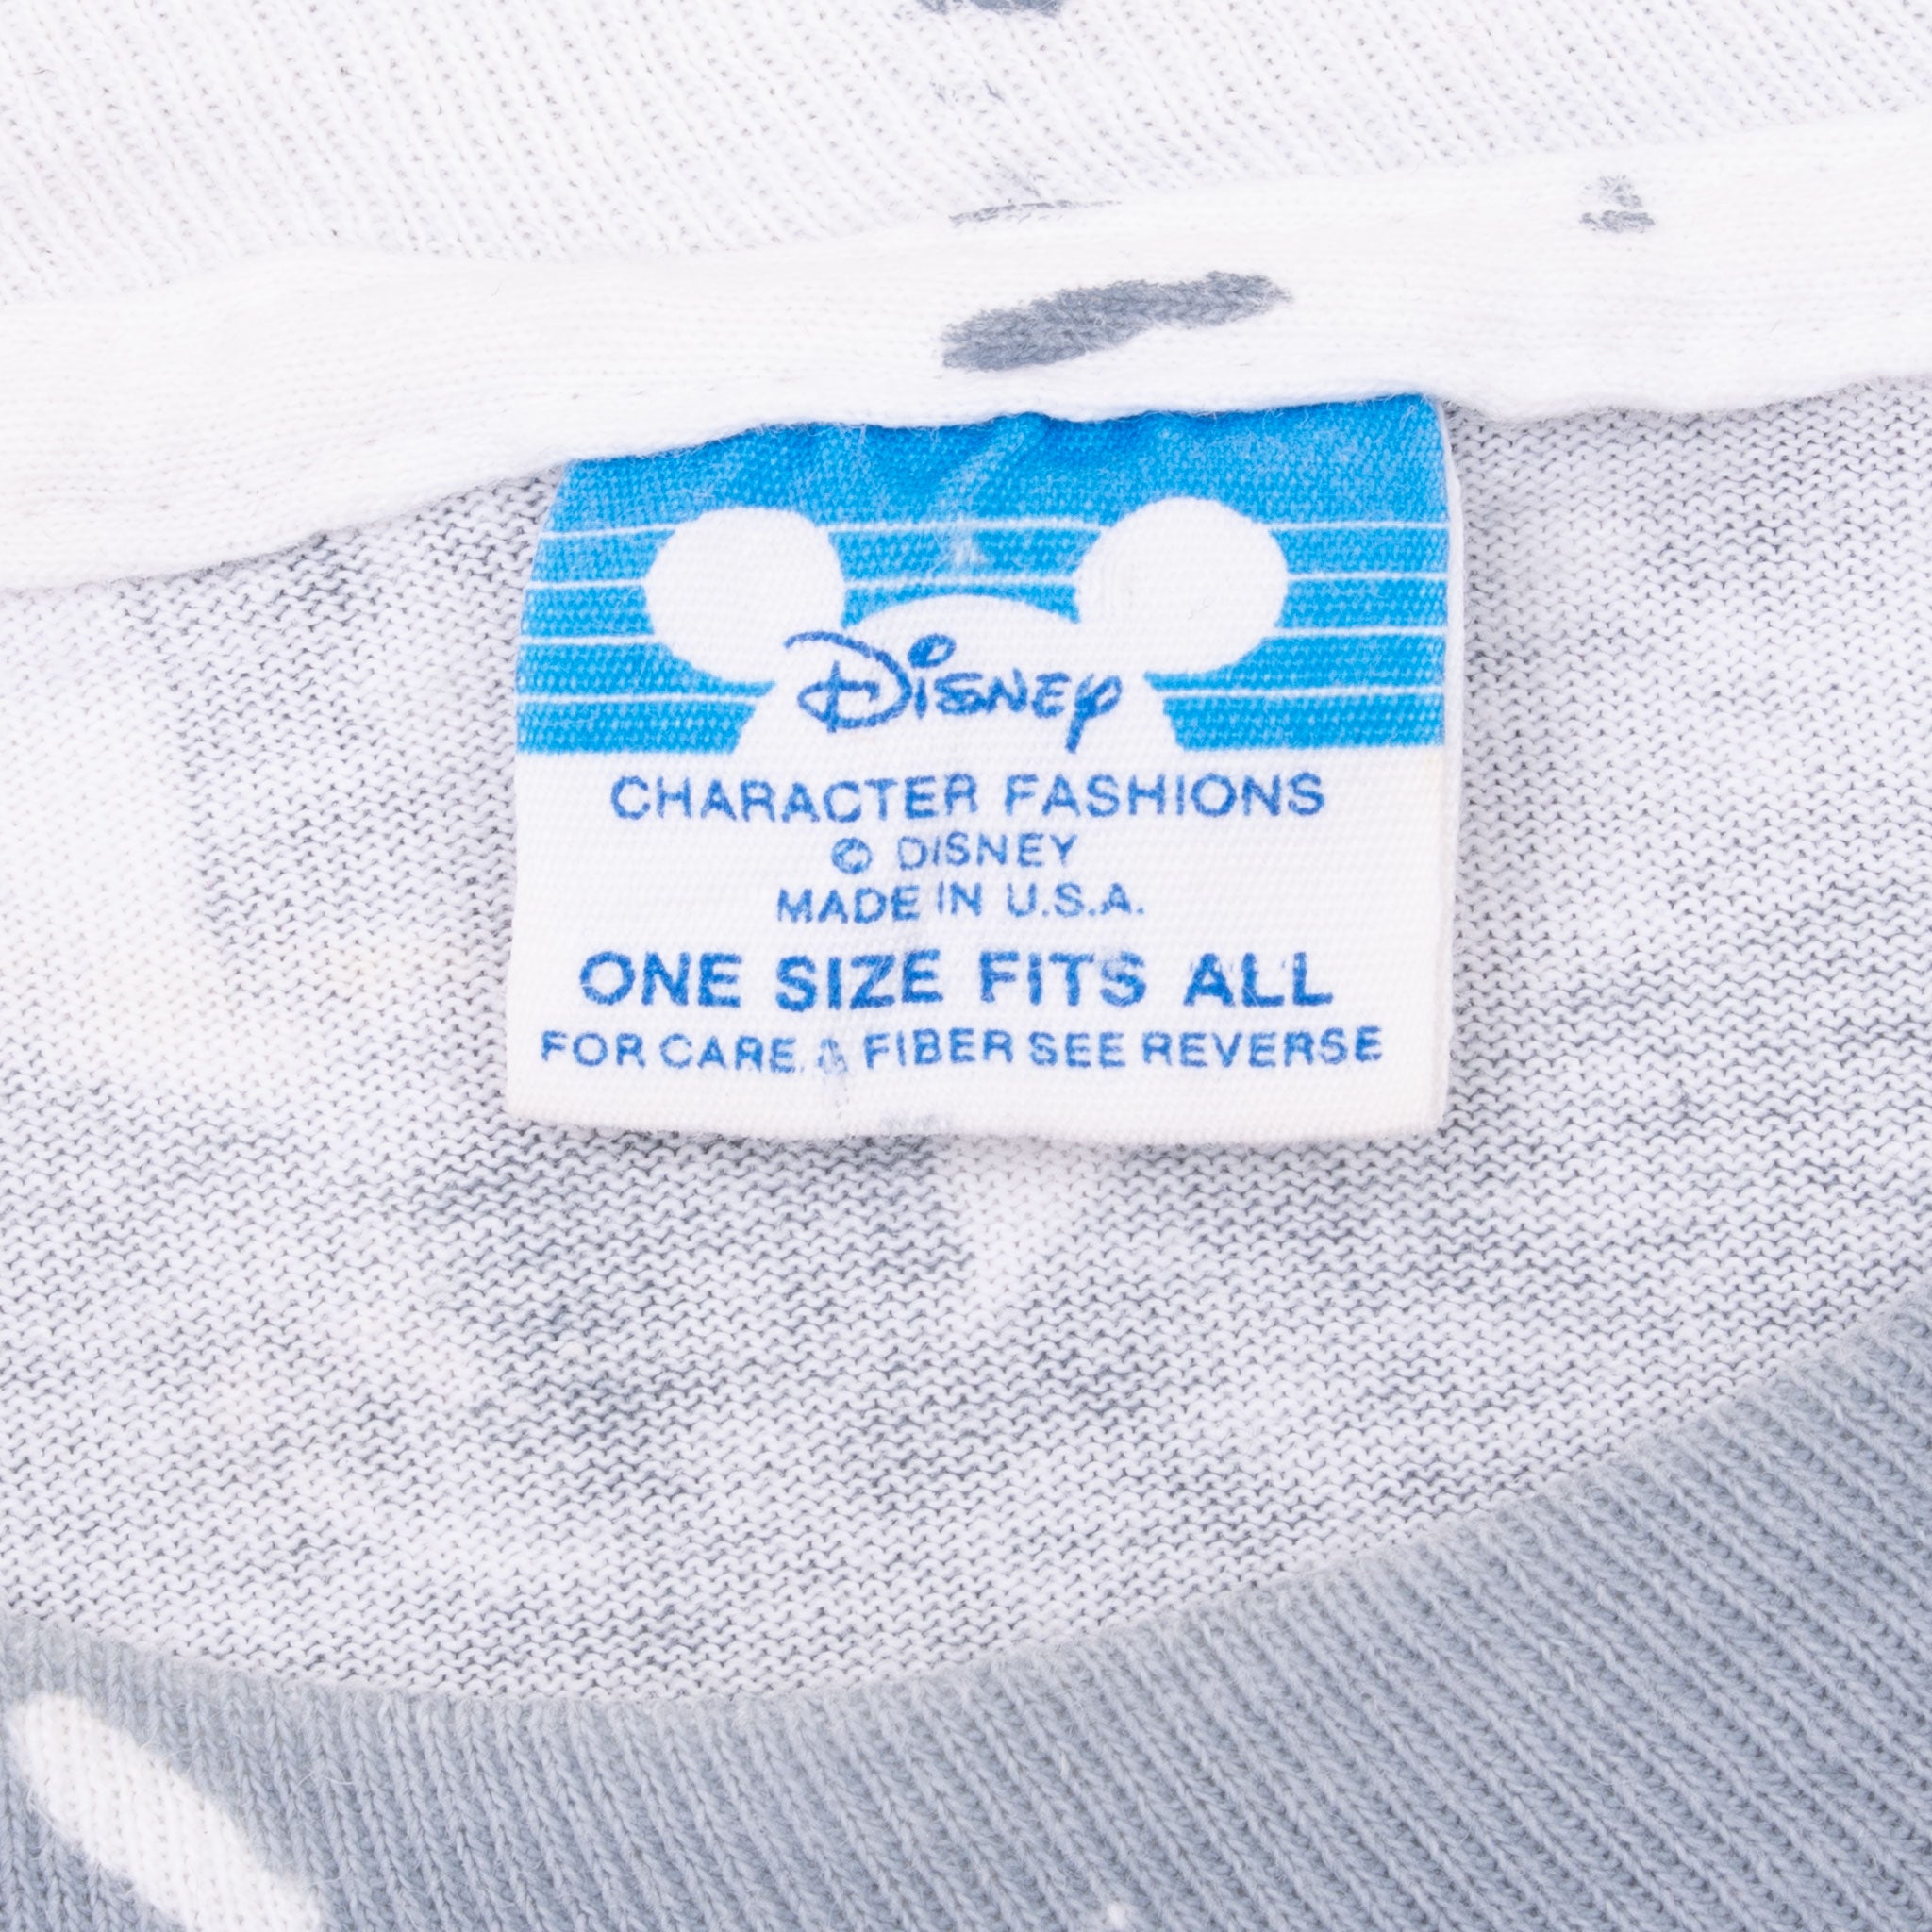 Disney
CHARACTER FASHIONS
© DISNEY
MADE IN U.S.A.
ONE SIZE FITS ALL
FOR CARE & FIBER SEE REVERSE